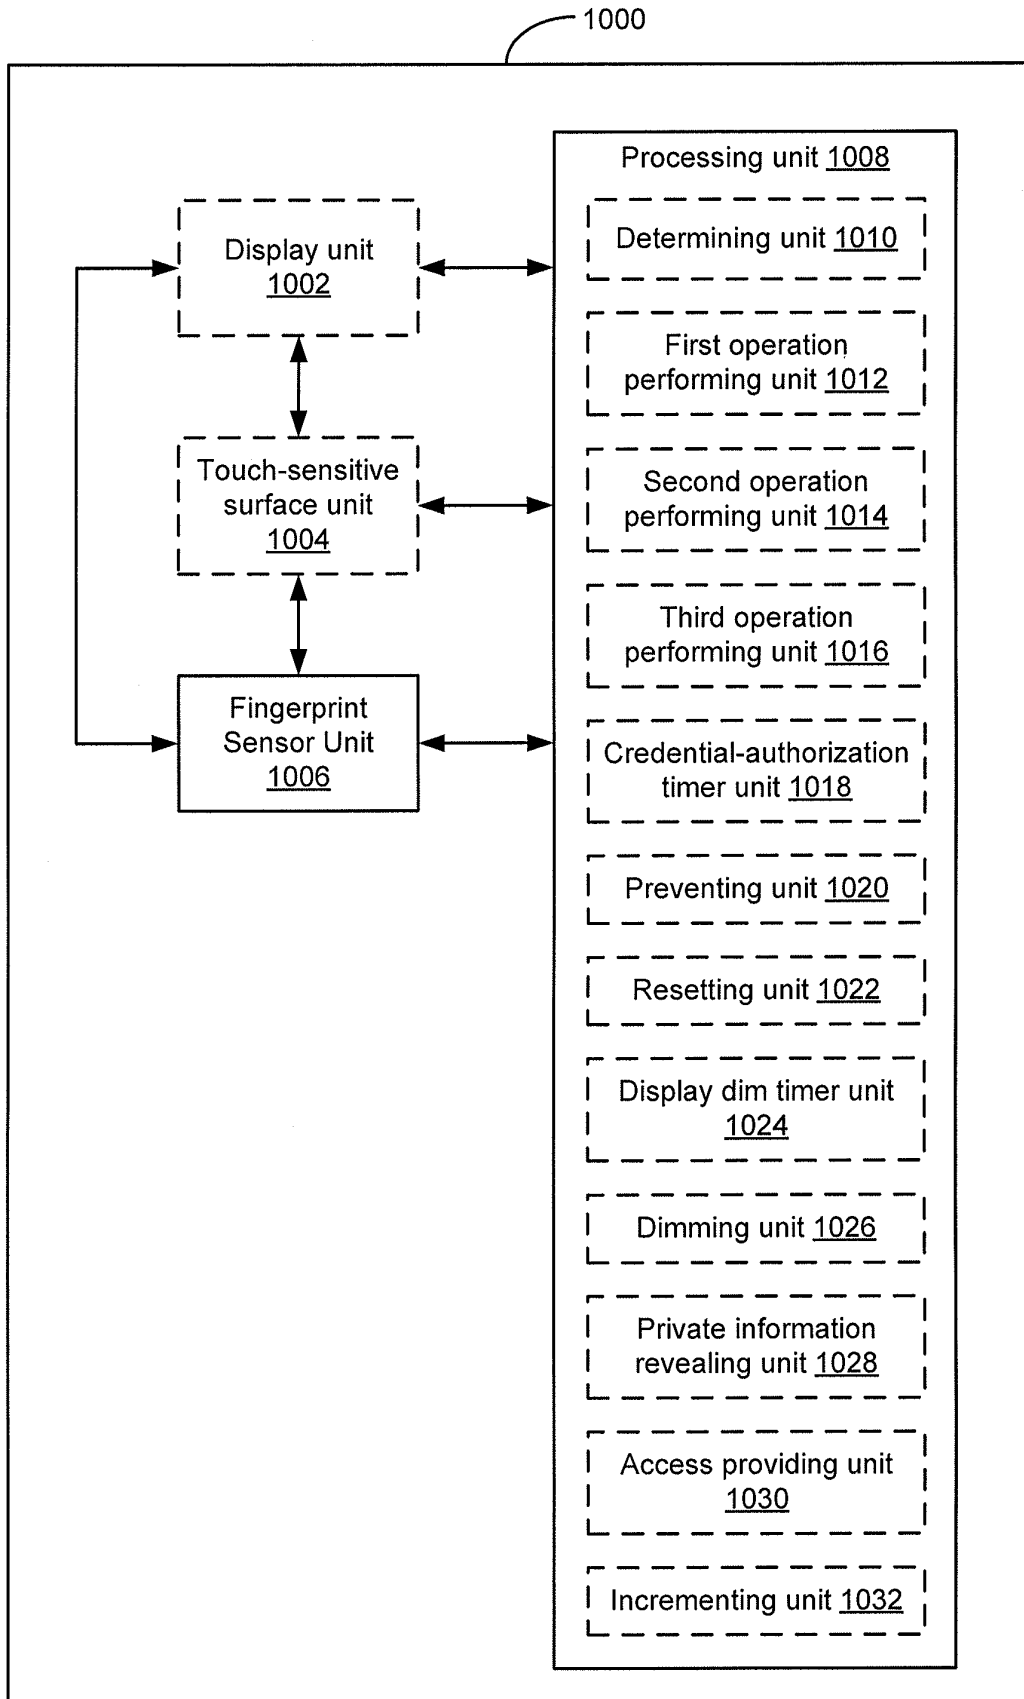 1000
Processing unit 1008
Display unit
1002
Touch-sensitive
surface unit
1004
Fingerprint
Sensor Unit
1006
Determining unit 1010
First operation
performing unit 1012
Second operation
performing unit 1014
Third operation
performing unit 1016
Credential-authorization
timer unit 1018
Preventing unit 1020
Resetting unit 1022
Display dim timer unit
1024
Dimming unit 1026
Private information
revealing unit 1028
Access providing unit
1030
Incrementing unit 1032